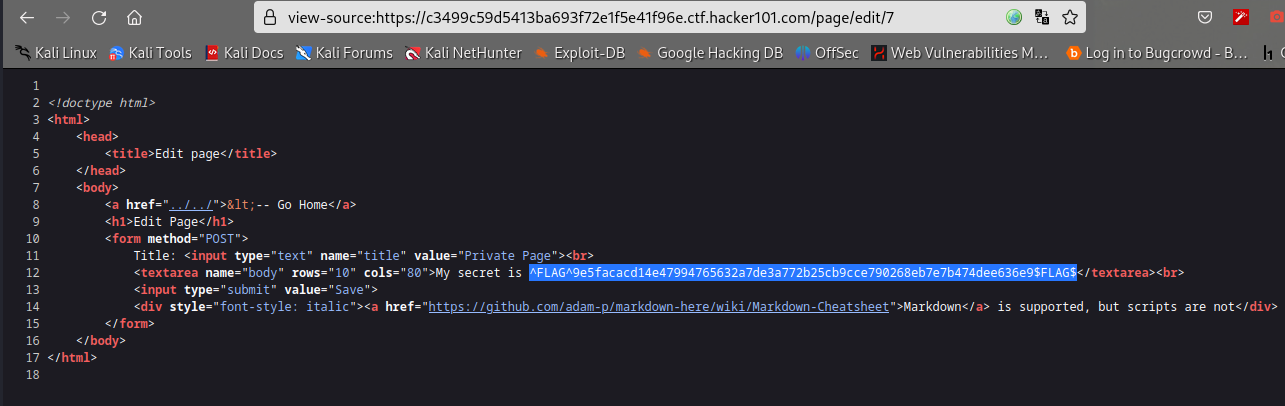 view-source:https://c3499c59d5413ba693f72e1f5e41f96e.ctf.hacker101.com/page/edit/7
Kali Linux Kali Tools Kali Docs Kali Forums Kali NetHunter Exploit-DB Google Hacking DB OffSec Web Vulnerabilities M... Log in to Bugcrowd - B...
1
2 <!doctype html>
3 <html>
4 <head>
5 <title>Edit page</title>
6 </head>
7 <body>
8 <a href="../../">&lt;-- Go Home</a>
9 <h1>Edit Page</h1>
10 <form method="POST">
11 Title: <input type="text" name="title" value="Private Page"><br>
12 <textarea name="body" rows="10" cols="80">My secret is ^FLAG^9e5facacd14e47994765632a7de3a772b25cb9cce790268eb7e7b474dee636e9$FLAG$</textarea><br>
13 <input type="submit" value="Save">
14 <div style="font-style: italic"><a href="https://github.com/adam-p/markdown-here/wiki/Markdown-Cheatsheet">Markdown</a> is supported, but scripts are not</div>
15 </form>
16 </body>
17 </html>
18